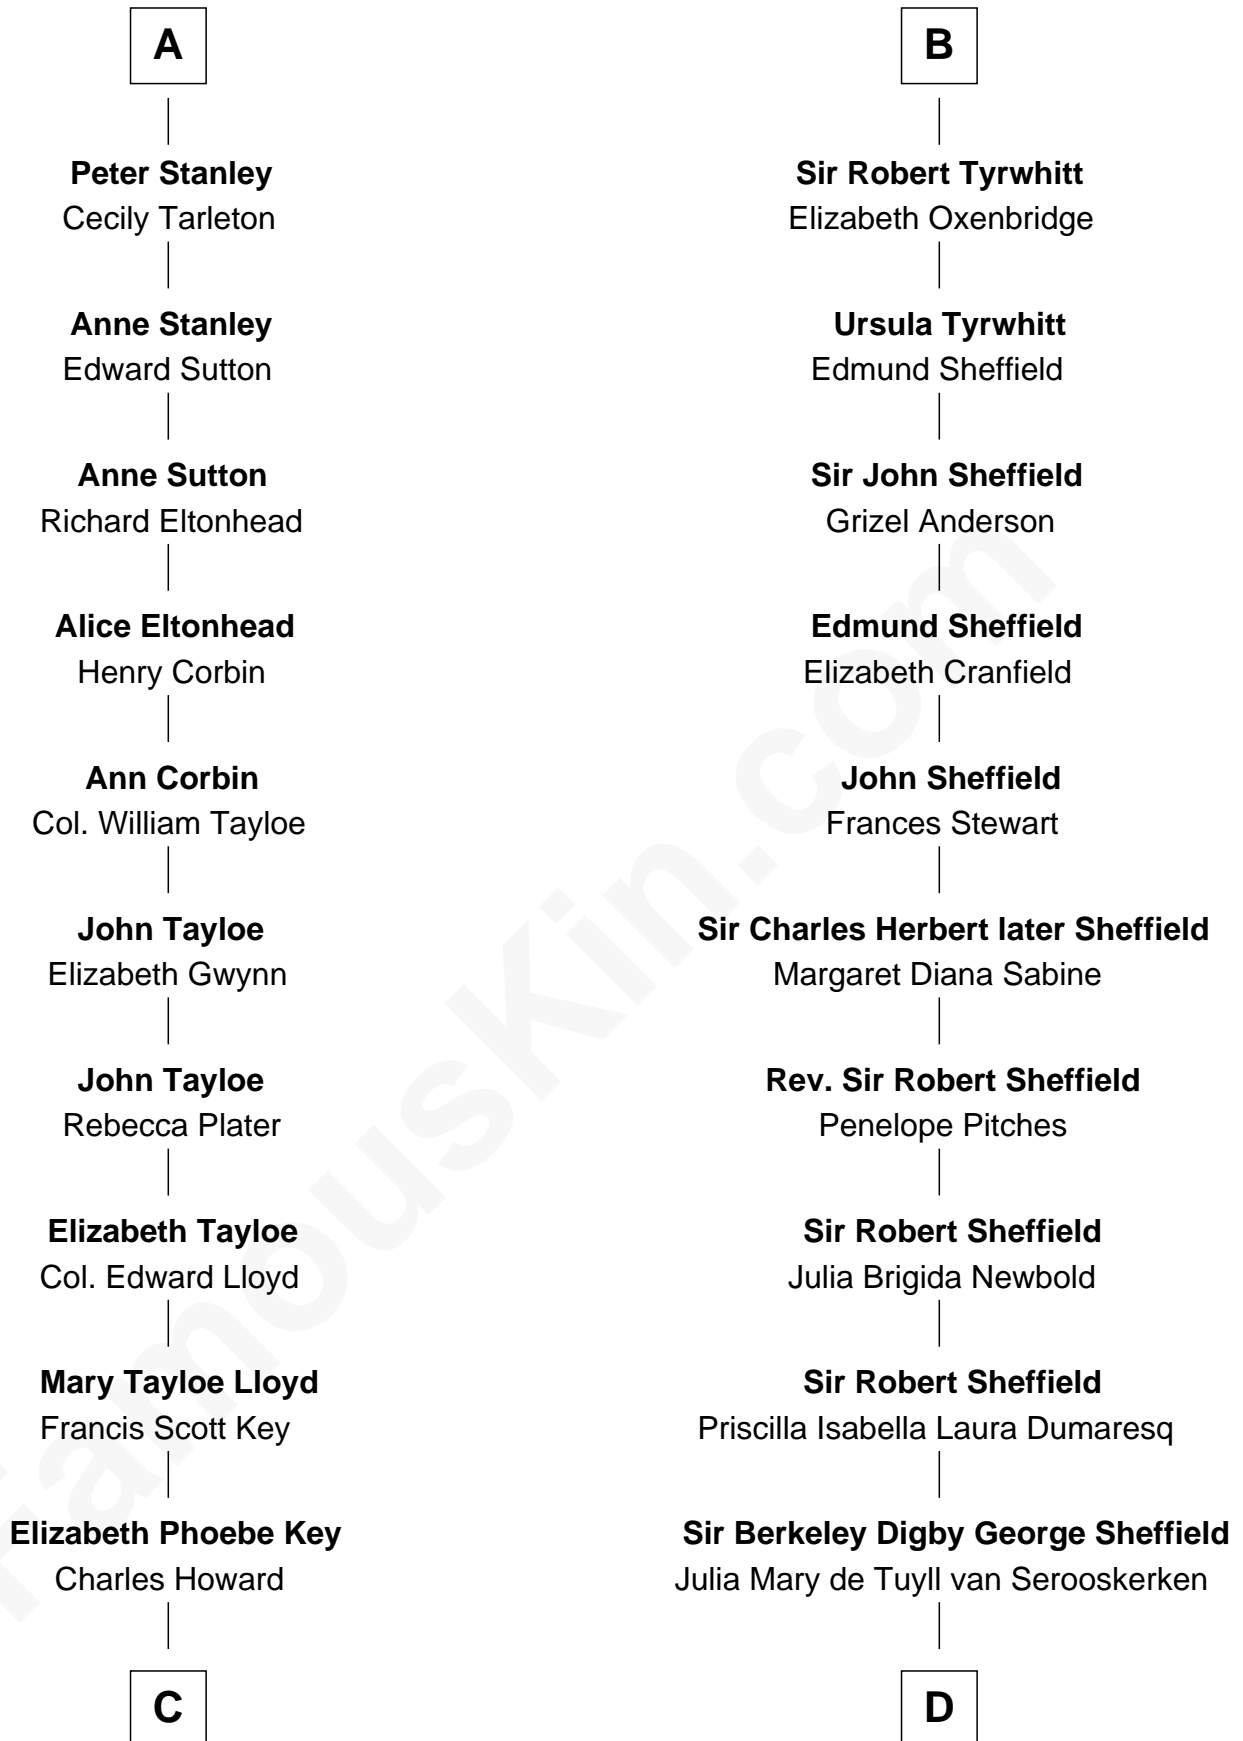 A
Peter Stanley
Cecily Tarleton
Anne Stanley
Edward Sutton
Anne Sutton
Richard Eltonhead
Alice Eltonhead
Henry Corbin
Ann Corbin
Col. William Tayloe
John Tayloe
Elizabeth Gwynn
John Tayloe
Rebecca Plater
Elizabeth Tayloe
Col. Edward Lloyd
Mary Tayloe Lloyd
Francis Scott Key
Elizabeth Phoebe Key
Charles Howard
C
B
Sir Robert Tyrwhitt
Elizabeth Oxenbridge
Ursula Tyrwhitt
Edmund Sheffield
Sir John Sheffield
Grizel Anderson
Edmund Sheffield
Elizabeth Cranfield
John Sheffield
Frances Stewart
Sir Charles Herbert later Sheffield
Margaret Diana Sabine
Rev. Sir Robert Sheffield
Penelope Pitches
Sir Robert Sheffield
Julia Brigida Newbold
Sir Robert Sheffield
Priscilla Isabella Laura Dumaresq
Sir Berkeley Digby George Sheffield
Julia Mary de Tuyll van Serooskerken
D
FamousKin.com